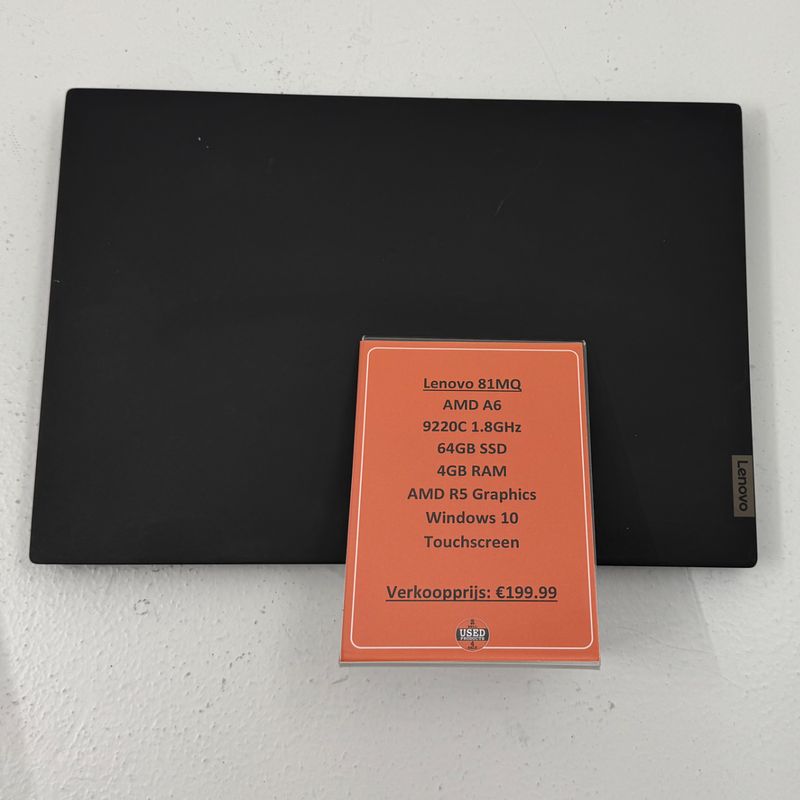 Lenovo 81MQ
AMD A6
9220C 1.8GHz
64GB SSD
4GB RAM
AMD R5 Graphics
Windows 10
Touchscreen
Verkoopprijs: €199.99
USED
PRODUCTS
Lenovo